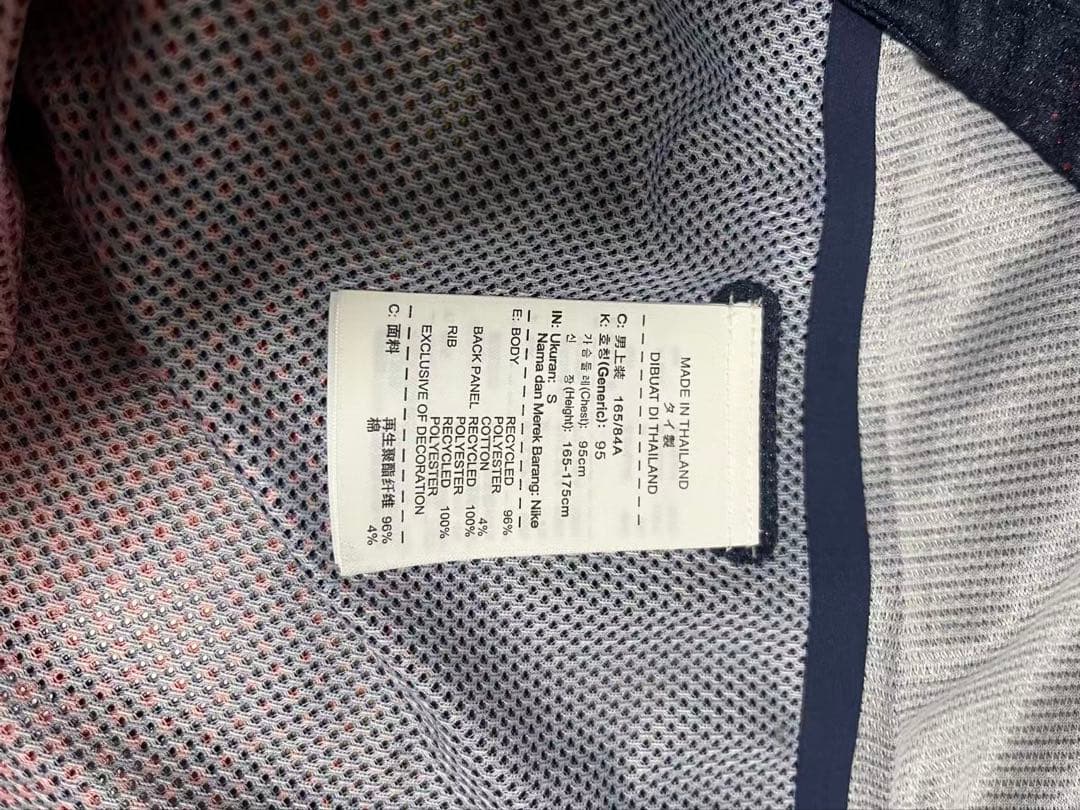 MADE IN THAILAND
タイ製
DIBUAT DI THAILAND
C: 男上装 165/84A
K: 호칭(Generic): 95
가슴둘레(Chest): 95cm
신 장(Height): 165-175cm
IN: Ukuran: S
Nama dan Merek Barang: Nike
E: BODY RECYCLED 96%
POLYESTER
COTTON 4%
BACK PANEL RECYCLED 100%
POLYESTER
RIB RECYCLED 100%
POLYESTER
EXCLUSIVE OF DECORATION
C: 面料 再生聚酯纤维 96%
棉 4%